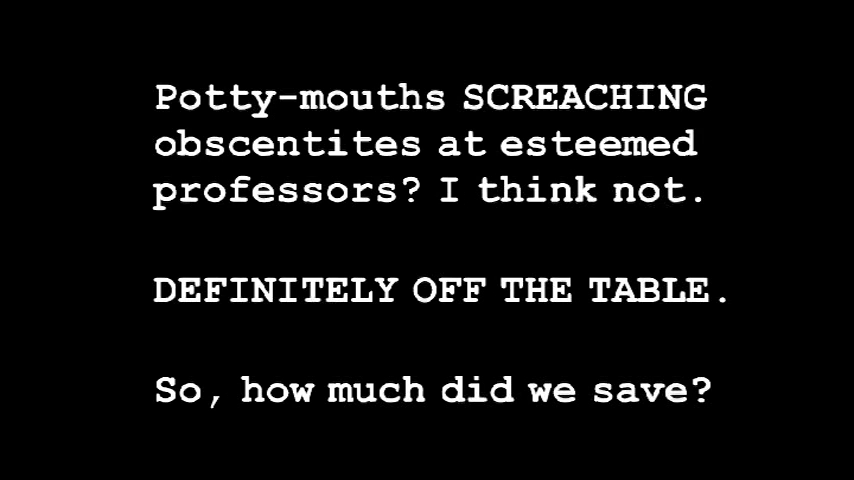 Potty-mouths SCREACHING
obscentites at esteemed
professors? I think not.
DEFINITELY OFF THE TABLE.
So, how much did we save?